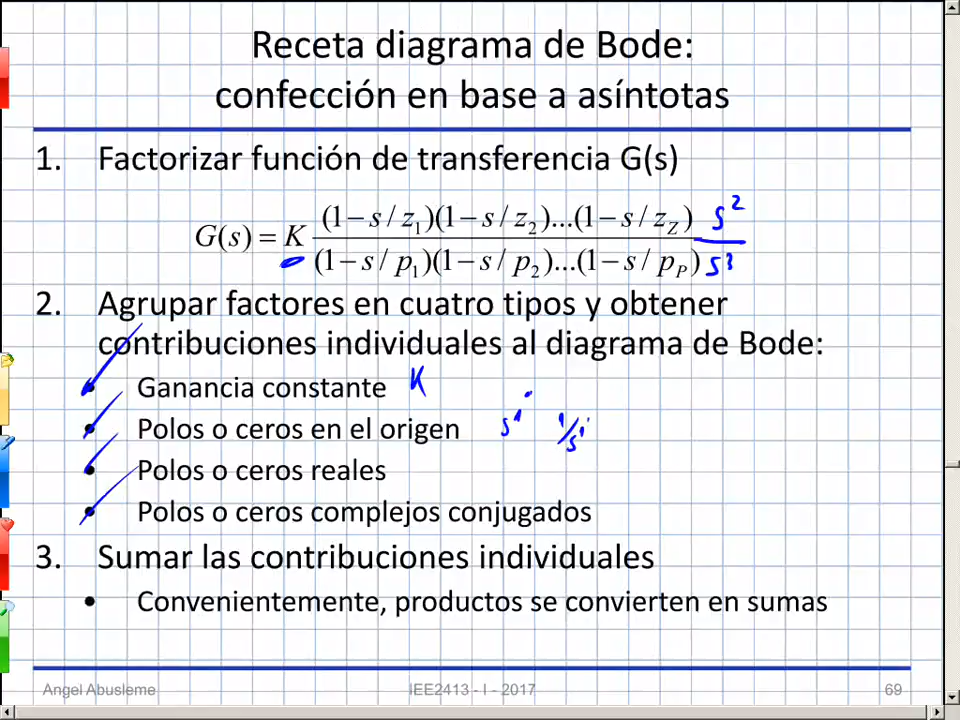 Receta diagrama de Bode:
confección en base a asíntotas
1. Factorizar función de transferencia G(s)
G(s) = K (1 − s / z₁)(1 − s / z₂)...(1 − s / z_Z) / (1 − s / p₁)(1 − s / p₂)...(1 − s / p_P) s² / s³
2. Agrupar factores en cuatro tipos y obtener
contribuciones individuales al diagrama de Bode:
• Ganancia constante K
• Polos o ceros en el origen
• Polos o ceros reales
• Polos o ceros complejos conjugados
3. Sumar las contribuciones individuales
• Convenientemente, productos se convierten en sumas
Angel Abusleme IEE2413 - I - 2017 69